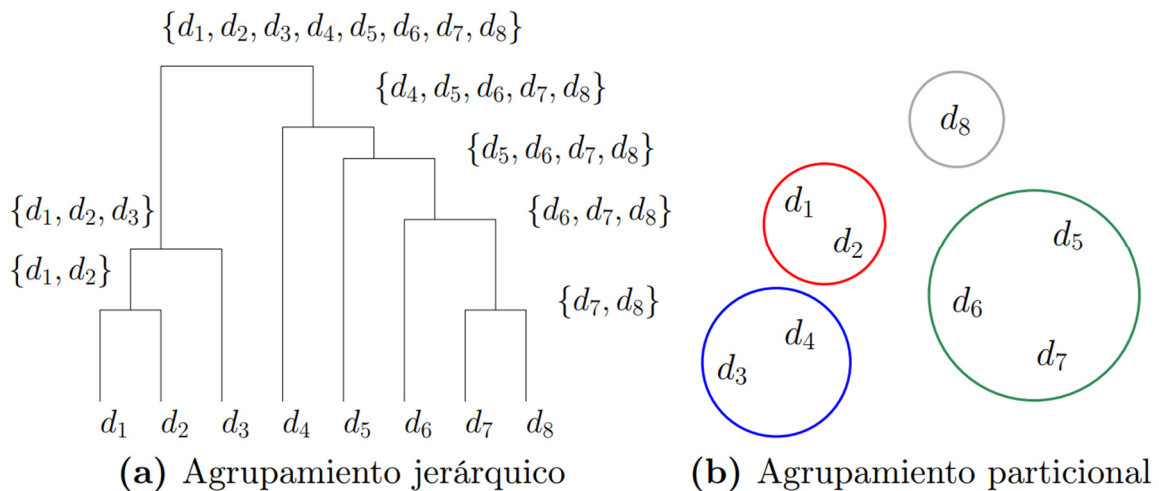 {d₁, d₂, d₃, d₄, d₅, d₆, d₇, d₈}
{d₄, d₅, d₆, d₇, d₈}
{d₅, d₆, d₇, d₈}
{d₁, d₂, d₃}
{d₆, d₇, d₈}
{d₁, d₂}
{d₇, d₈}
d₁ d₂ d₃ d₄ d₅ d₆ d₇ d₈
(a) Agrupamiento jerárquico
d₈
d₁
d₂
d₅
d₆
d₇
d₄
d₃
(b) Agrupamiento particional